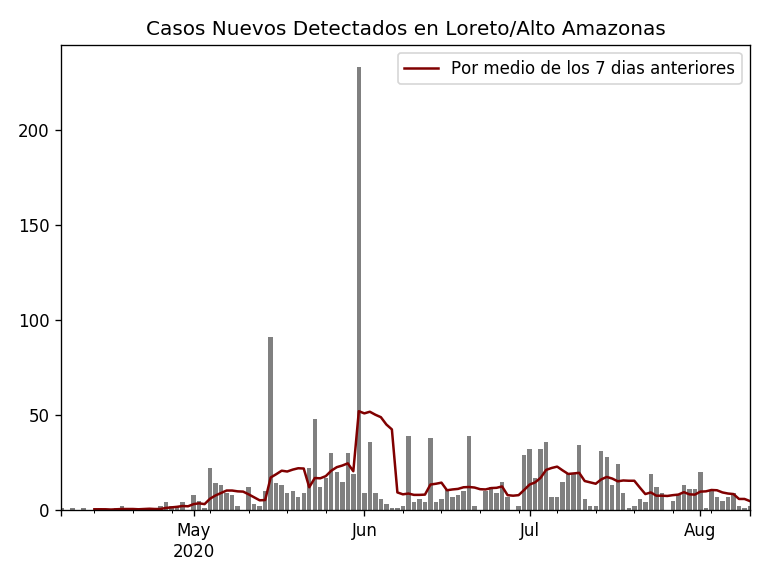 Casos Nuevos Detectados en Loreto/Alto Amazonas
Por medio de los 7 dias anteriores
200
150
100
50
0
May
2020
Jun
Jul
Aug